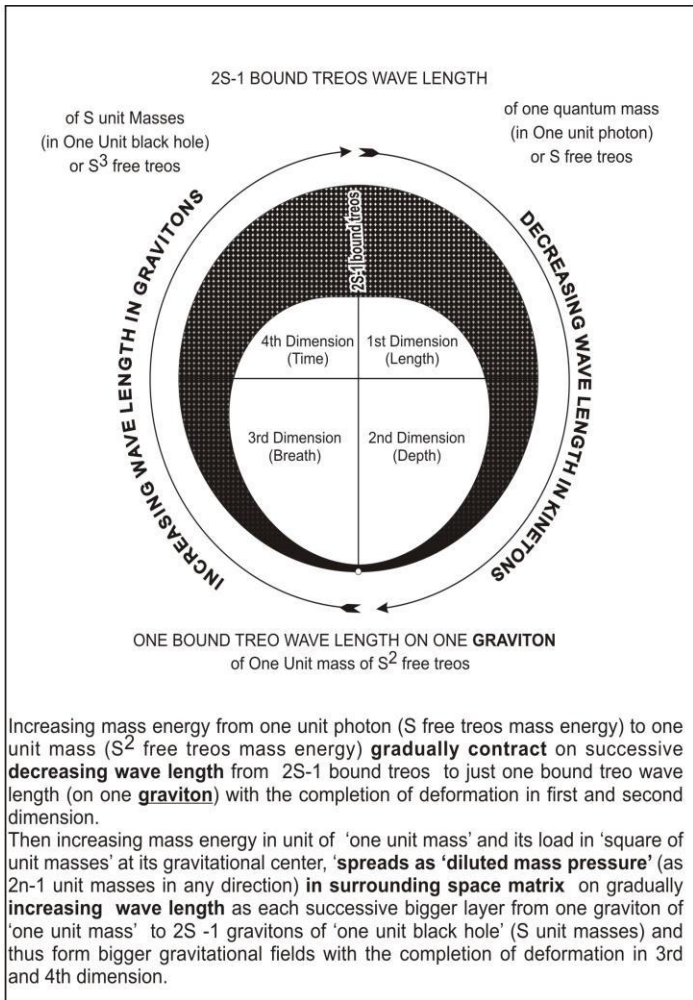 2S-1 BOUND TREOS WAVE LENGTH
of S unit Masses
(in One Unit black hole)
or S3 free treos
of one quantum mass
(in One unit photon)
or S free treos
INCREASING WAVE LENGTH IN GRAVITONS
2S-1 bound treos
DECREASING WAVE LENGTH IN KINETONS
4th Dimension
(Time)
1st Dimension
(Length)
3rd Dimension
(Breath)
2nd Dimension
(Depth)
ONE BOUND TREO WAVE LENGTH ON ONE GRAVITON
of One Unit mass of S2 free treos
Increasing mass energy from one unit photon (S free treos mass energy) to one
unit mass (S2 free treos mass energy) gradually contract on successive
decreasing wave length from 2S-1 bound treos to just one bound treo wave
length (on one graviton) with the completion of deformation in first and second
dimension.
Then increasing mass energy in unit of 'one unit mass' and its load in 'square of
unit masses' at its gravitational center, 'spreads as 'diluted mass pressure' (as
2n-1 unit masses in any direction) in surrounding space matrix on gradually
increasing wave length as each successive bigger layer from one graviton of
'one unit mass' to 2S -1 gravitons of 'one unit black hole' (S unit masses) and
thus form bigger gravitational fields with the completion of deformation in 3rd
and 4th dimension.